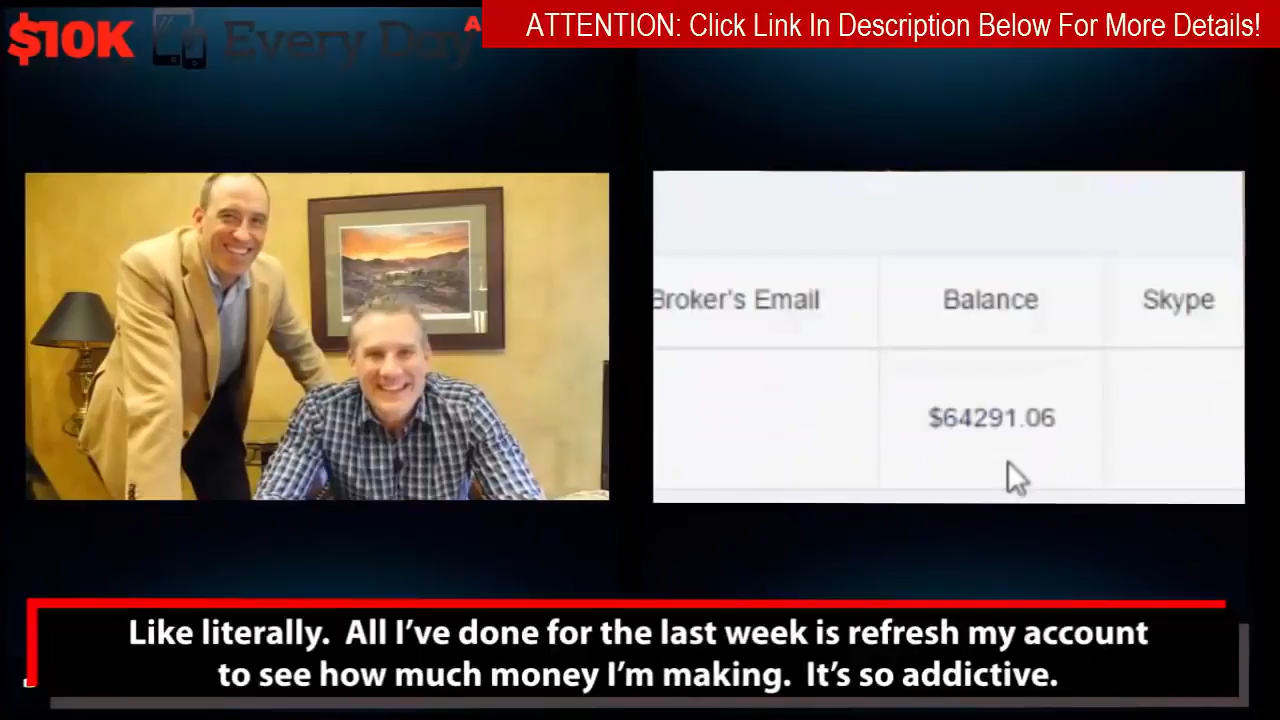 $10K Every Day A
ATTENTION: Click Link In Description Below For More Details!
Broker's Email Balance Skype
$64291.06
Like literally. All I've done for the last week is refresh my account
to see how much money I'm making. It's so addictive.